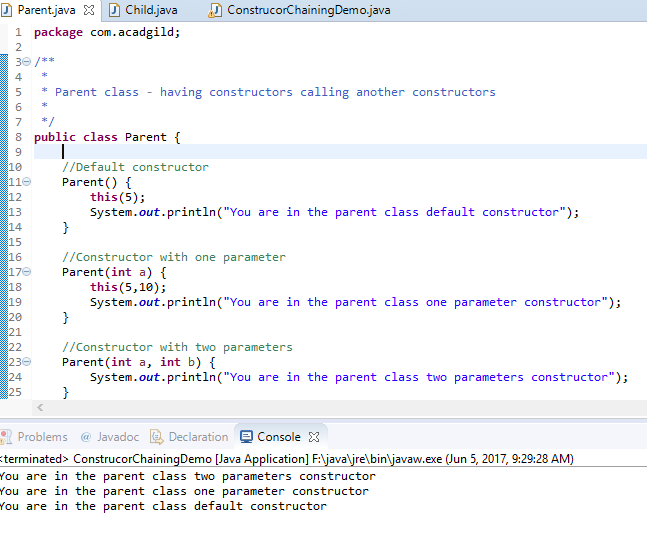 Parent.java Child.java ConstrucorChainingDemo.java
1 package com.acadgild;
2
3 /**
4 *
5 * Parent class - having constructors calling another constructors
6 *
7 */
8 public class Parent {
9
10 //Default constructor
11 Parent() {
12 this(5);
13 System.out.println("You are in the parent class default constructor");
14 }
15
16 //Constructor with one parameter
17 Parent(int a) {
18 this(5,10);
19 System.out.println("You are in the parent class one parameter constructor");
20 }
21
22 //Constructor with two parameters
23 Parent(int a, int b) {
24 System.out.println("You are in the parent class two parameters constructor");
25 }
Problems @ Javadoc Declaration Console
<terminated> ConstrucorChainingDemo [Java Application] F:\java\jre\bin\javaw.exe (Jun 5, 2017, 9:29:28 AM)
You are in the parent class two parameters constructor
You are in the parent class one parameter constructor
You are in the parent class default constructor